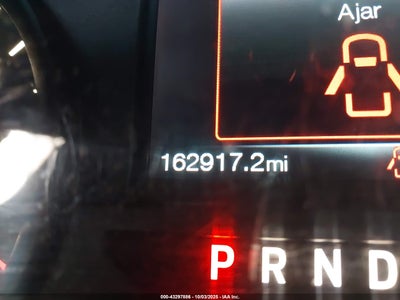 Ajar
162917.2mi
P R N D
000-43297886 - 10/03/2025 - IAA Inc.